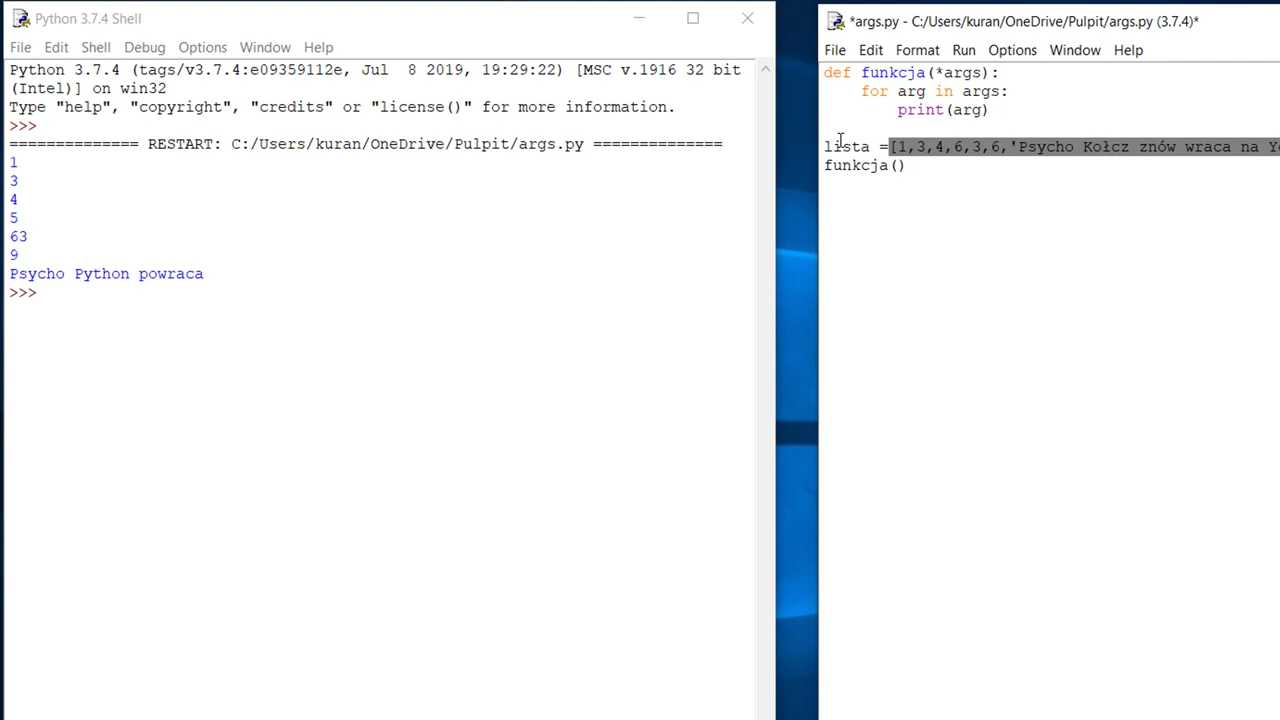 Python 3.7.4 Shell
File Edit Shell Debug Options Window Help
Python 3.7.4 (tags/v3.7.4:e09359112e, Jul  8 2019, 19:29:22) [MSC v.1916 32 bit
(Intel)] on win32
Type "help", "copyright", "credits" or "license()" for more information.
>>>
============== RESTART: C:/Users/kuran/OneDrive/Pulpit/args.py ==============
1
3
4
5
63
9
Psycho Python powraca
>>>
*args.py - C:/Users/kuran/OneDrive/Pulpit/args.py (3.7.4)*
File Edit Format Run Options Window Help
def funkcja(*args):
    for arg in args:
        print(arg)
lista =[1,3,4,6,3,6,'Psycho Kołcz znów wraca na
funkcja()